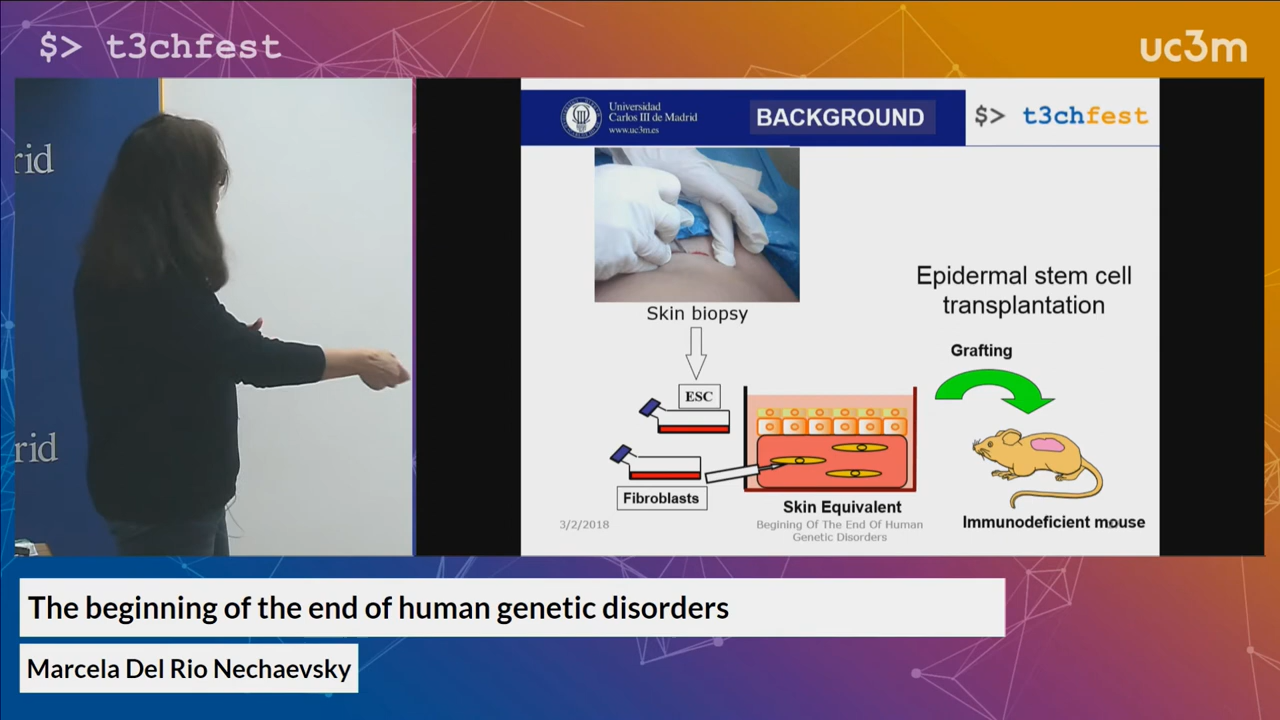 $> t3chfest
uc3m
rid
rid
Universidad
Carlos III de Madrid
www.uc3m.es
BACKGROUND
$> t3chfest
Skin biopsy
ESC
Fibroblasts
Skin Equivalent
Epidermal stem cell
transplantation
Grafting
Immunodeficient mouse
3/2/2018
Begining Of The End Of Human
Genetic Disorders
The beginning of the end of human genetic disorders
Marcela Del Rio Nechaevsky